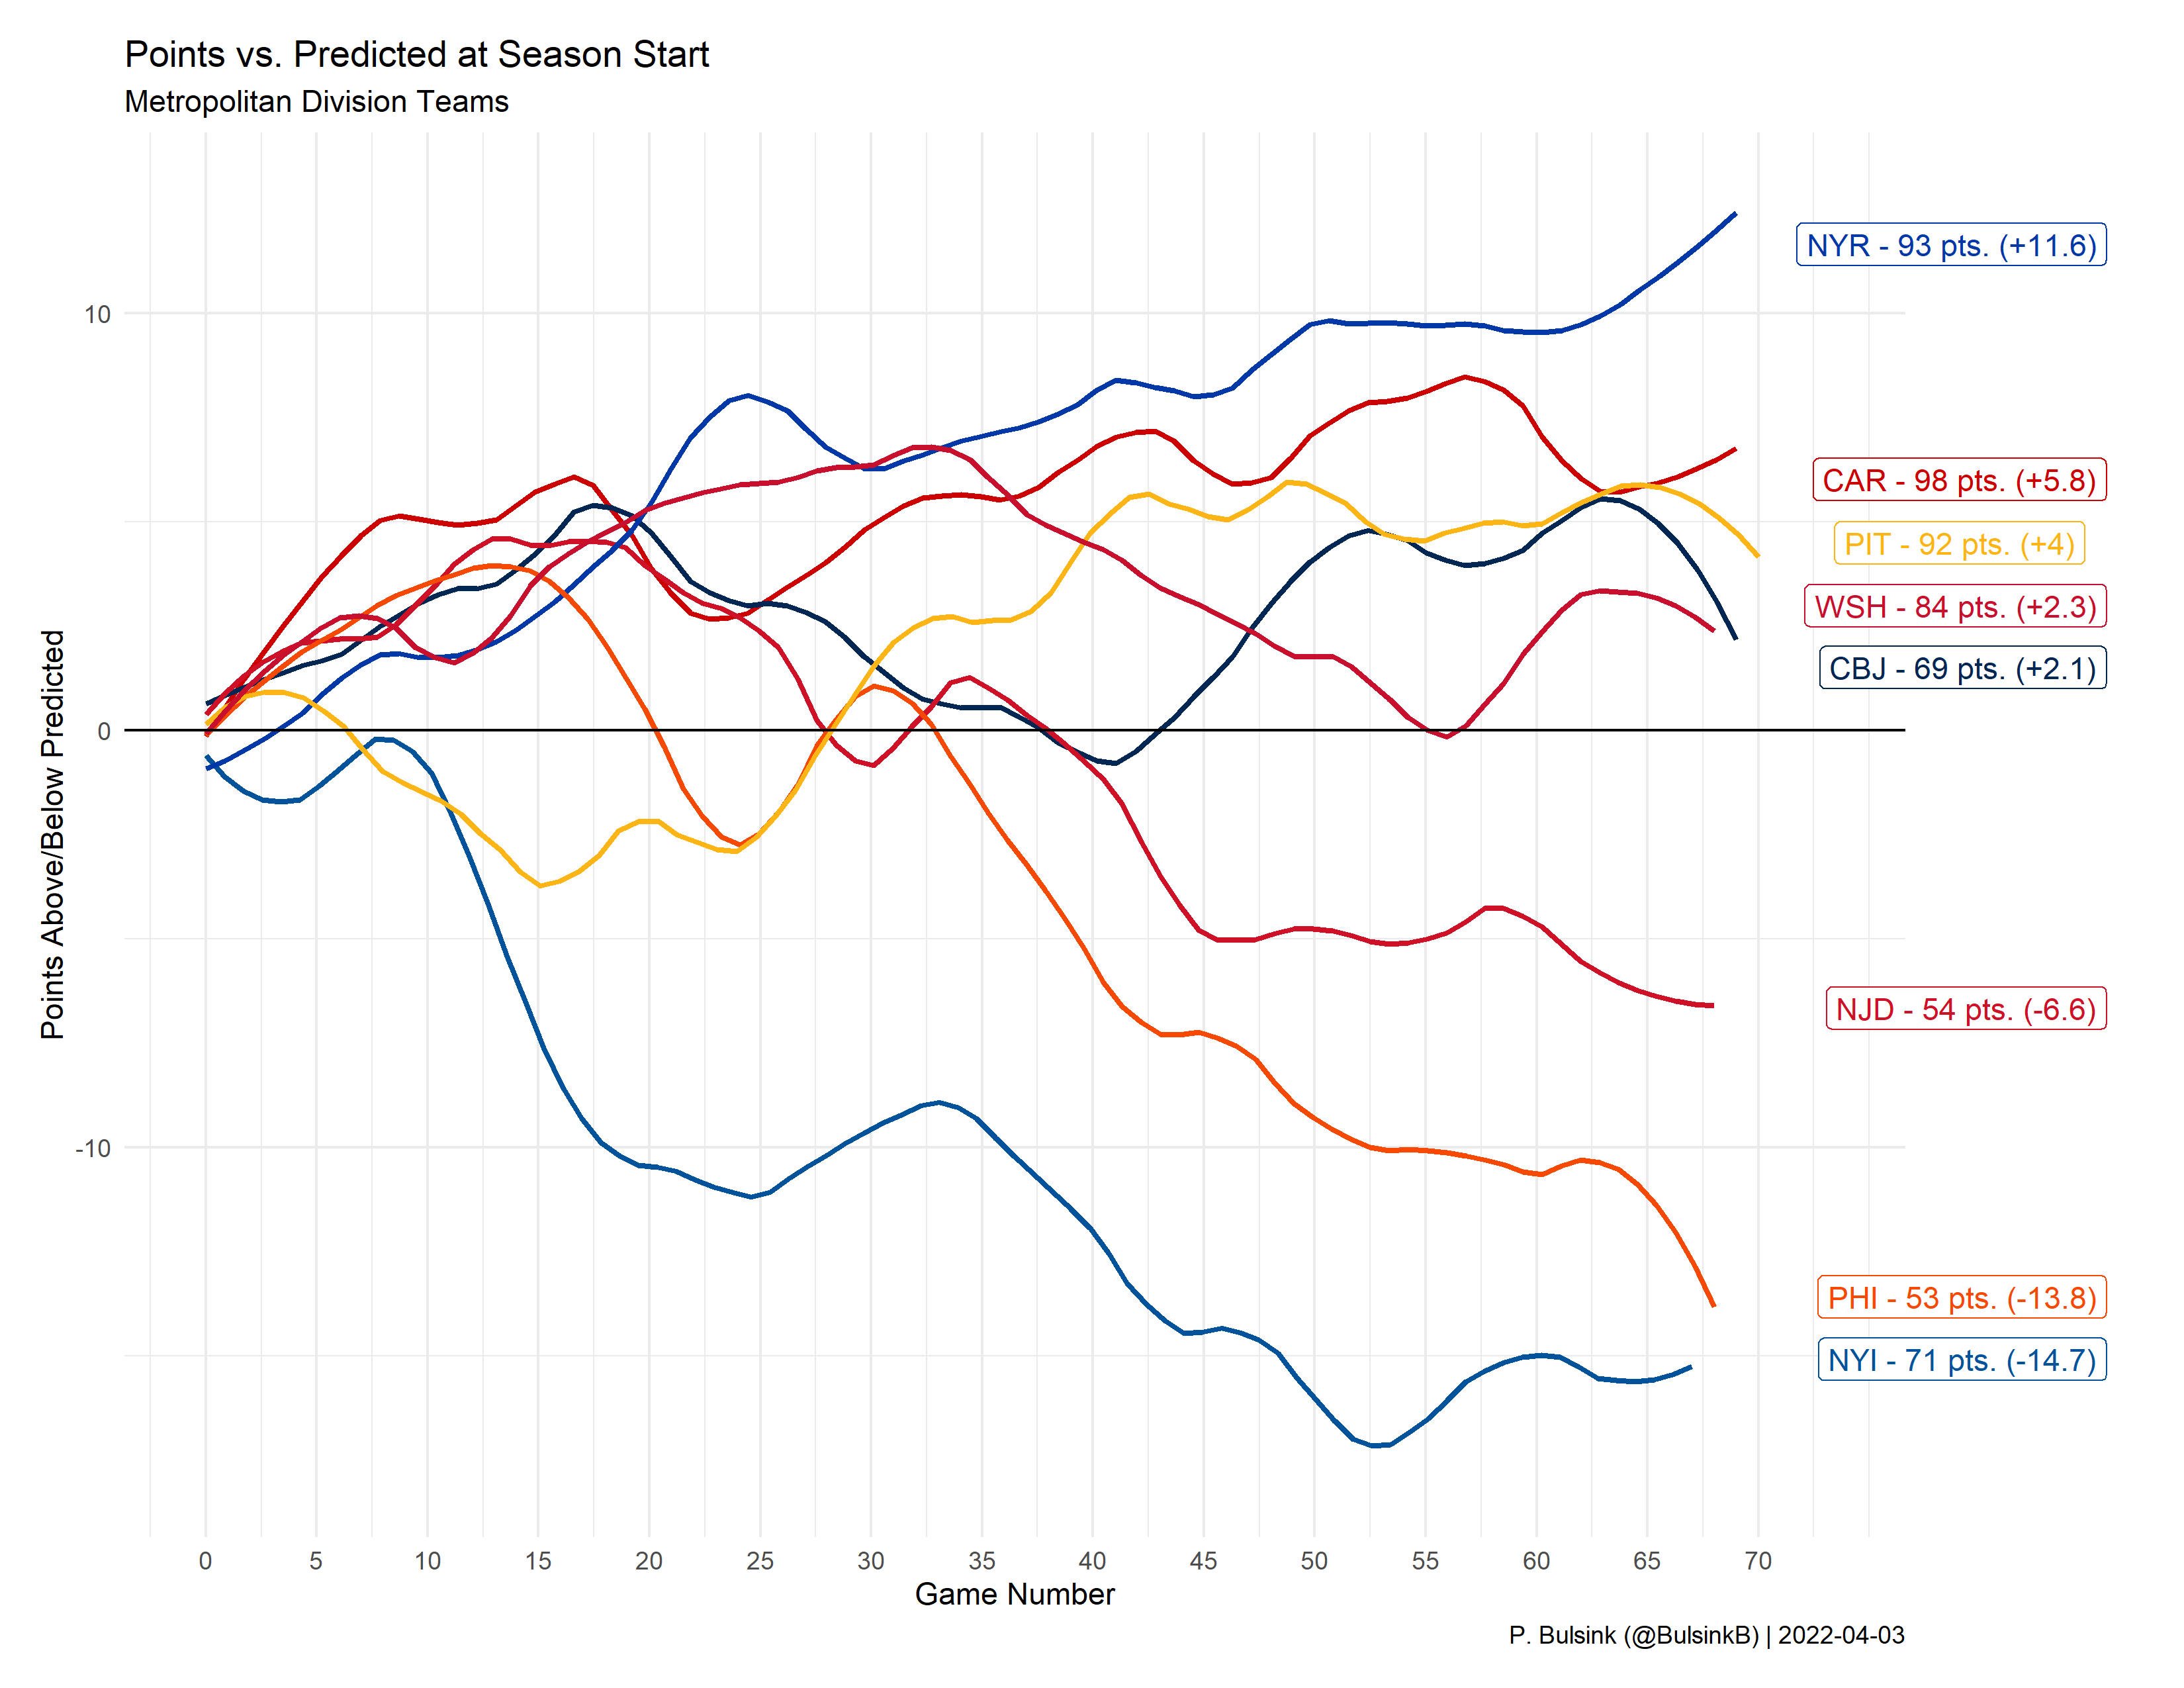 Points vs. Predicted at Season Start
Metropolitan Division Teams
Points Above/Below Predicted
10
0
-10
NYR - 93 pts. (+11.6)
CAR - 98 pts. (+5.8)
PIT - 92 pts. (+4)
WSH - 84 pts. (+2.3)
CBJ - 69 pts. (+2.1)
NJD - 54 pts. (-6.6)
PHI - 53 pts. (-13.8)
NYI - 71 pts. (-14.7)
0 5 10 15 20 25 30 35 40 45 50 55 60 65 70
Game Number
P. Bulsink (@BulsinkB) | 2022-04-03